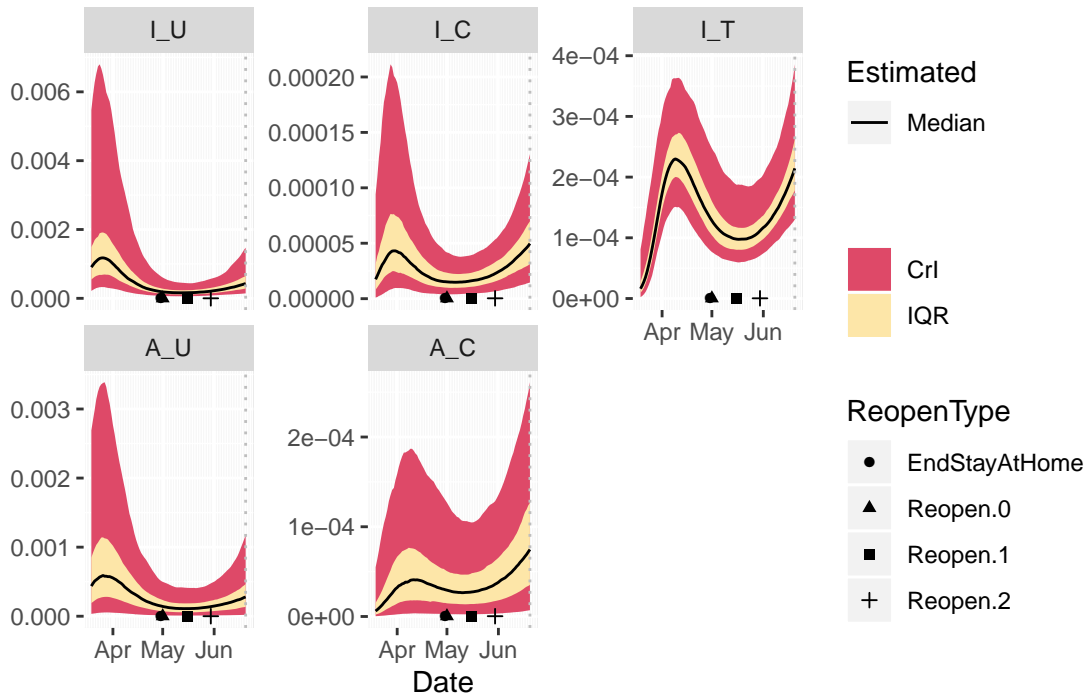 I_U
0.006
0.004
0.002
0.000
I_C
0.00020
0.00015
0.00010
0.00005
0.00000
I_T
4e−04
3e−04
2e−04
1e−04
0e+00
Apr May Jun
A_U
0.003
0.002
0.001
0.000
Apr May Jun
A_C
2e−04
1e−04
0e+00
Apr May Jun
Date
Estimated
Median
CrI
IQR
ReopenType
EndStayAtHome
Reopen.0
Reopen.1
Reopen.2